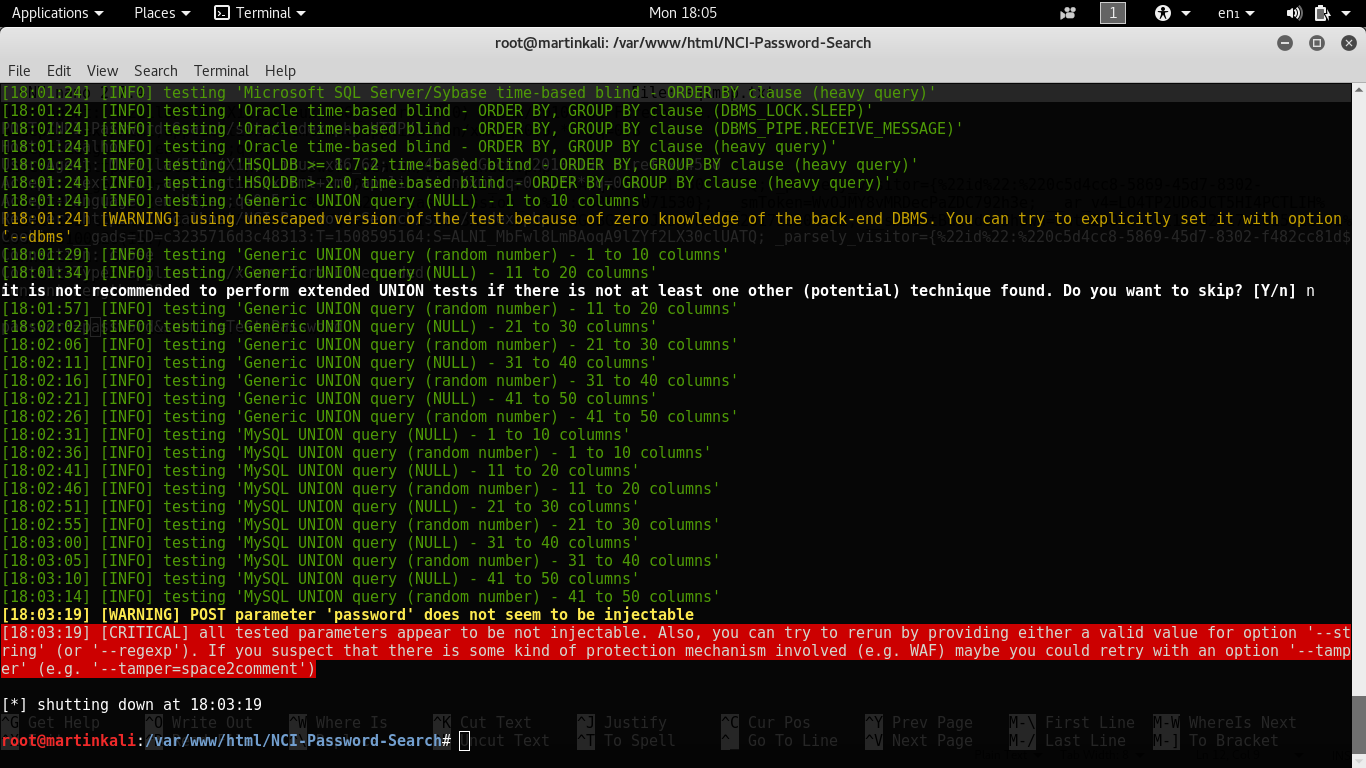 Applications Places Terminal Mon 18:05 1 en₁
root@martinkali: /var/www/html/NCI-Password-Search
File Edit View Search Terminal Help
[18:01:24] [INFO] testing 'Microsoft SQL Server/Sybase time-based blind - ORDER BY clause (heavy query)'
[18:01:24] [INFO] testing 'Oracle time-based blind - ORDER BY, GROUP BY clause (DBMS_LOCK.SLEEP)'
[18:01:24] [INFO] testing 'Oracle time-based blind - ORDER BY, GROUP BY clause (DBMS_PIPE.RECEIVE_MESSAGE)'
[18:01:24] [INFO] testing 'Oracle time-based blind - ORDER BY, GROUP BY clause (heavy query)'
[18:01:24] [INFO] testing 'HSQLDB >= 1.7.2 time-based blind - ORDER BY, GROUP BY clause (heavy query)'
[18:01:24] [INFO] testing 'HSQLDB > 2.0 time-based blind - ORDER BY, GROUP BY clause (heavy query)'
[18:01:24] [INFO] testing 'Generic UNION query (NULL) - 1 to 10 columns'
[18:01:24] [WARNING] using unescaped version of the test because of zero knowledge of the back-end DBMS. You can try to explicitly set it with option
'--dbms'
[18:01:29] [INFO] testing 'Generic UNION query (random number) - 1 to 10 columns'
[18:01:34] [INFO] testing 'Generic UNION query (NULL) - 11 to 20 columns'
it is not recommended to perform extended UNION tests if there is not at least one other (potential) technique found. Do you want to skip? [Y/n] n
[18:01:57] [INFO] testing 'Generic UNION query (random number) - 11 to 20 columns'
[18:02:02] [INFO] testing 'Generic UNION query (NULL) - 21 to 30 columns'
[18:02:06] [INFO] testing 'Generic UNION query (random number) - 21 to 30 columns'
[18:02:11] [INFO] testing 'Generic UNION query (NULL) - 31 to 40 columns'
[18:02:16] [INFO] testing 'Generic UNION query (random number) - 31 to 40 columns'
[18:02:21] [INFO] testing 'Generic UNION query (NULL) - 41 to 50 columns'
[18:02:26] [INFO] testing 'Generic UNION query (random number) - 41 to 50 columns'
[18:02:31] [INFO] testing 'MySQL UNION query (NULL) - 1 to 10 columns'
[18:02:36] [INFO] testing 'MySQL UNION query (random number) - 1 to 10 columns'
[18:02:41] [INFO] testing 'MySQL UNION query (NULL) - 11 to 20 columns'
[18:02:46] [INFO] testing 'MySQL UNION query (random number) - 11 to 20 columns'
[18:02:51] [INFO] testing 'MySQL UNION query (NULL) - 21 to 30 columns'
[18:02:55] [INFO] testing 'MySQL UNION query (random number) - 21 to 30 columns'
[18:03:00] [INFO] testing 'MySQL UNION query (NULL) - 31 to 40 columns'
[18:03:05] [INFO] testing 'MySQL UNION query (random number) - 31 to 40 columns'
[18:03:10] [INFO] testing 'MySQL UNION query (NULL) - 41 to 50 columns'
[18:03:14] [INFO] testing 'MySQL UNION query (random number) - 41 to 50 columns'
[18:03:19] [WARNING] POST parameter 'password' does not seem to be injectable
[18:03:19] [CRITICAL] all tested parameters appear to be not injectable. Also, you can try to rerun by providing either a valid value for option '--st
ring' (or '--regexp'). If you suspect that there is some kind of protection mechanism involved (e.g. WAF) maybe you could retry with an option '--tamp
er' (e.g. '--tamper=space2comment')
[*] shutting down at 18:03:19
^G Get Help ^O Write Out ^W Where Is ^K Cut Text ^J Justify ^C Cur Pos ^Y Prev Page M-\ First Line M-W WhereIs Next
root@martinkali:/var/www/html/NCI-Password-Search# Uncut Text ^T To Spell ^_ Go To Line ^V Next Page M-/ Last Line M-] To Bracket